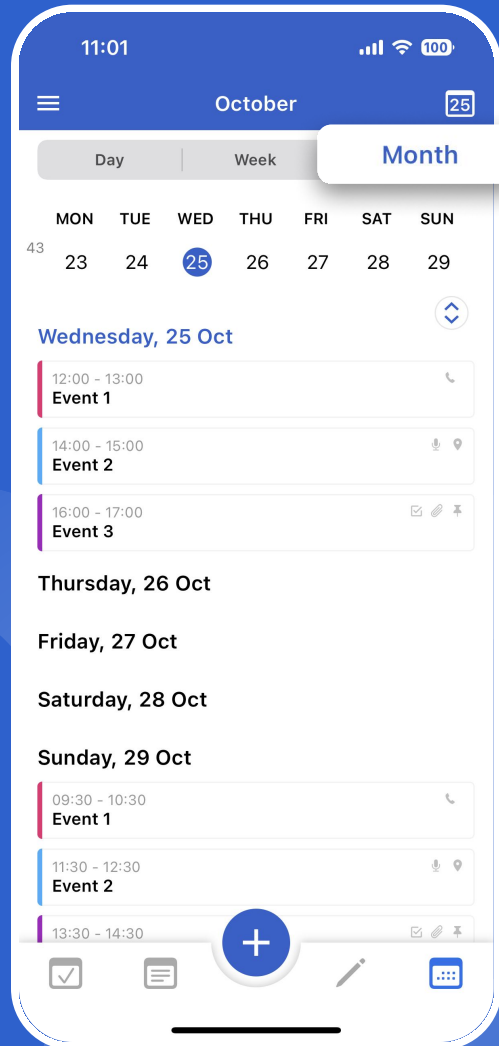 11:01
100
October
25
Day
Week
Month
MON TUE WED THU FRI SAT SUN
43
23 24 25 26 27 28 29
Wednesday, 25 Oct
12:00 - 13:00
Event 1
14:00 - 15:00
Event 2
16:00 - 17:00
Event 3
Thursday, 26 Oct
Friday, 27 Oct
Saturday, 28 Oct
Sunday, 29 Oct
09:30 - 10:30
Event 1
11:30 - 12:30
Event 2
13:30 - 14:30